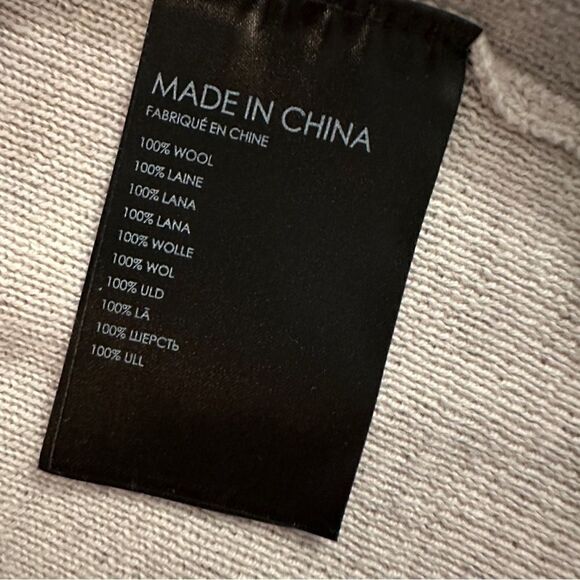 MADE IN CHINA
FABRIQUÉ EN CHINE
100% WOOL
100% LAINE
100% LANA
100% LANA
100% WOLLE
100% WOL
100% ULD
100% LÃ
100% ШЕРСТЬ
100% ULL